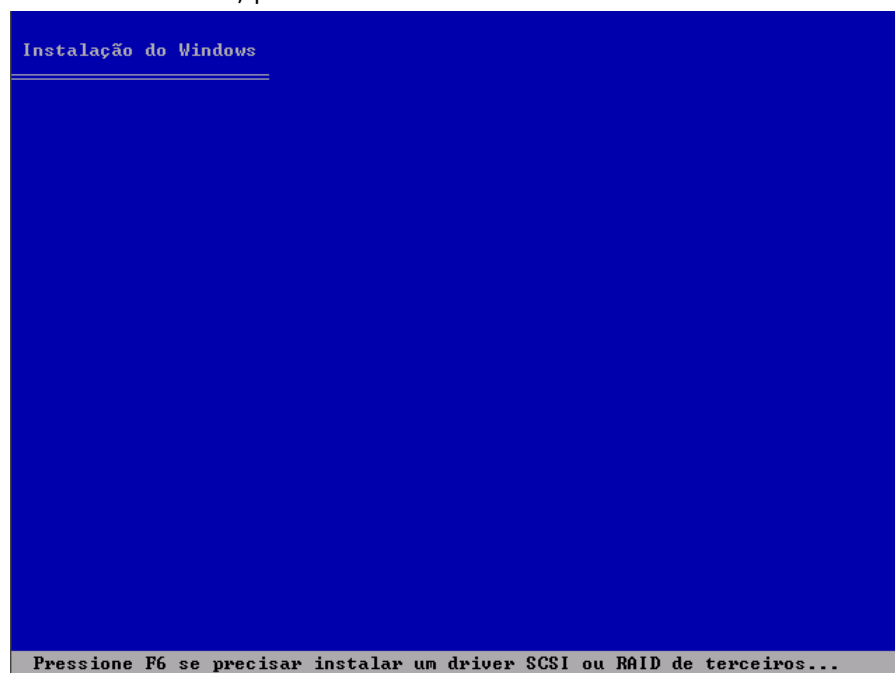 Instalação do Windows
Pressione F6 se precisar instalar um driver SCSI ou RAID de terceiros...